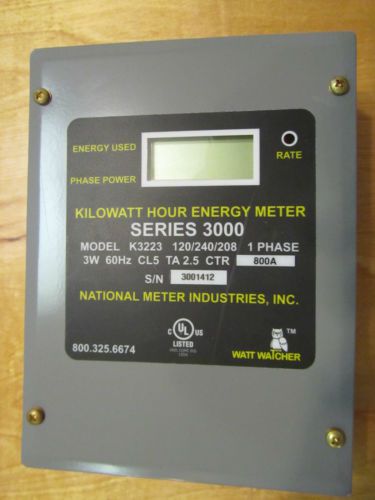 ENERGY USED
RATE
PHASE POWER
KILOWATT HOUR ENERGY METER
SERIES 3000
MODEL K3223 120/240/208 1 PHASE
3W 60Hz CL5 TA 2.5 CTR 800A
S/N 3001412
NATIONAL METER INDUSTRIES, INC.
C UL US
LISTED
800.325.6674
WATT WATCHER
TM